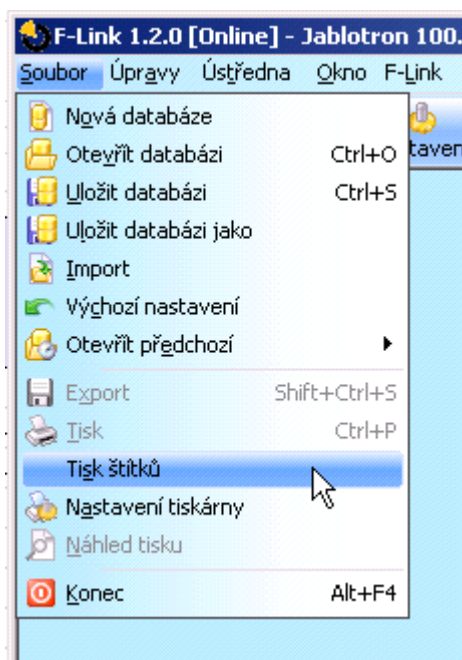 F-Link 1.2.0 [Online] - Jablotron 100.
Soubor Úpravy Ústředna Okno F-Link
Nová databáze
Otevřít databázi Ctrl+O
taven
Uložit databázi Ctrl+S
Uložit databázi jako
Import
Výchozí nastavení
Otevřít předchozí
Export Shift+Ctrl+S
Tisk Ctrl+P
Tisk štítků
Nastavení tiskárny
Náhled tisku
Konec Alt+F4